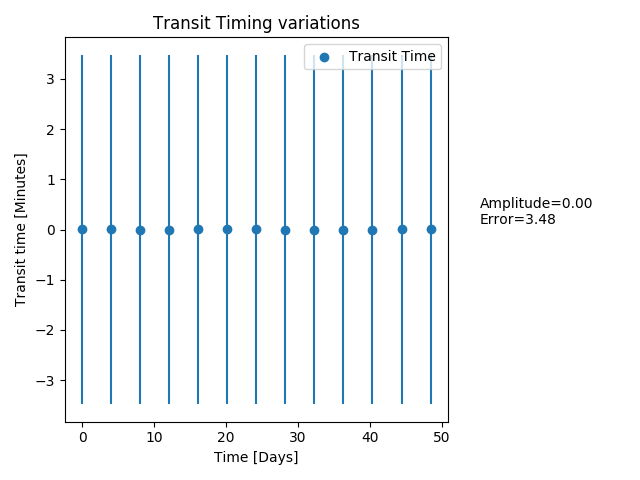 Transit Timing variations
Transit Time
Transit time [Minutes]
3
2
1
0
−1
−2
−3
Amplitude=0.00
Error=3.48
0 10 20 30 40 50
Time [Days]